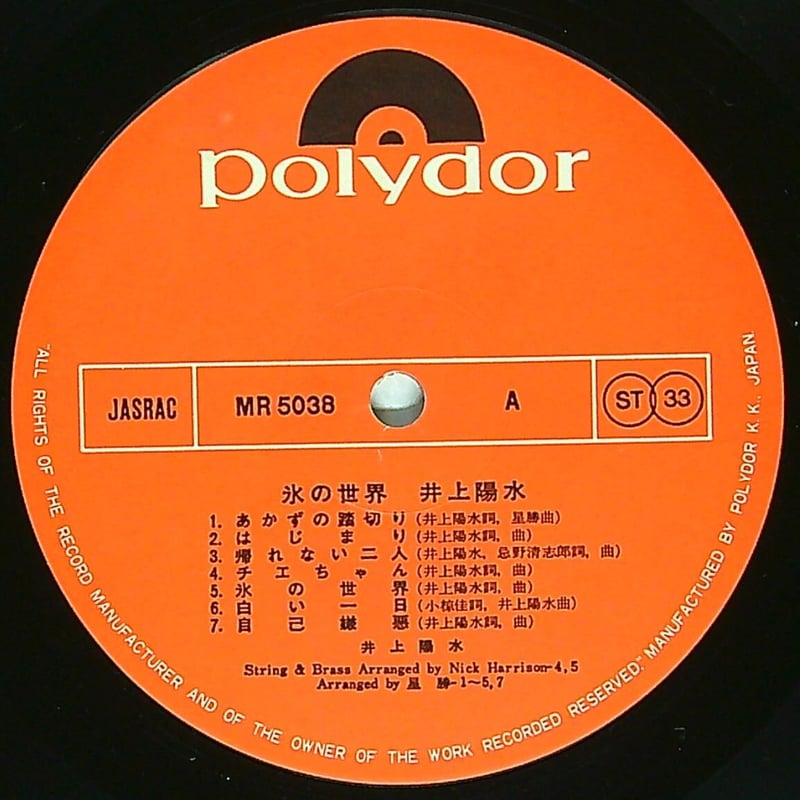 polydor
JASRAC MR 5038 A ST 33
氷の世界 井上陽水
1. あかずの踏切り (井上陽水詞, 星勝曲)
2. はじまり (井上陽水詞, 曲)
3. 帰れない二人 (井上陽水、忌野清志郎詞, 曲)
4. チエちゃん (井上陽水詞, 曲)
5. 氷の世界 (井上陽水詞, 曲)
6. 白い一日 (小椋佳詞, 井上陽水曲)
7. 自己嫌悪 (井上陽水詞, 曲)
井上陽水
String & Brass Arranged by Nick Harrison-4, 5
Arranged by 星 勝-1〜5, 7
"ALL RIGHTS OF THE RECORD MANUFACTURER AND OF THE OWNER OF THE WORK RECORDED RESERVED." MANUFACTURED BY POLYDOR K.K., JAPAN